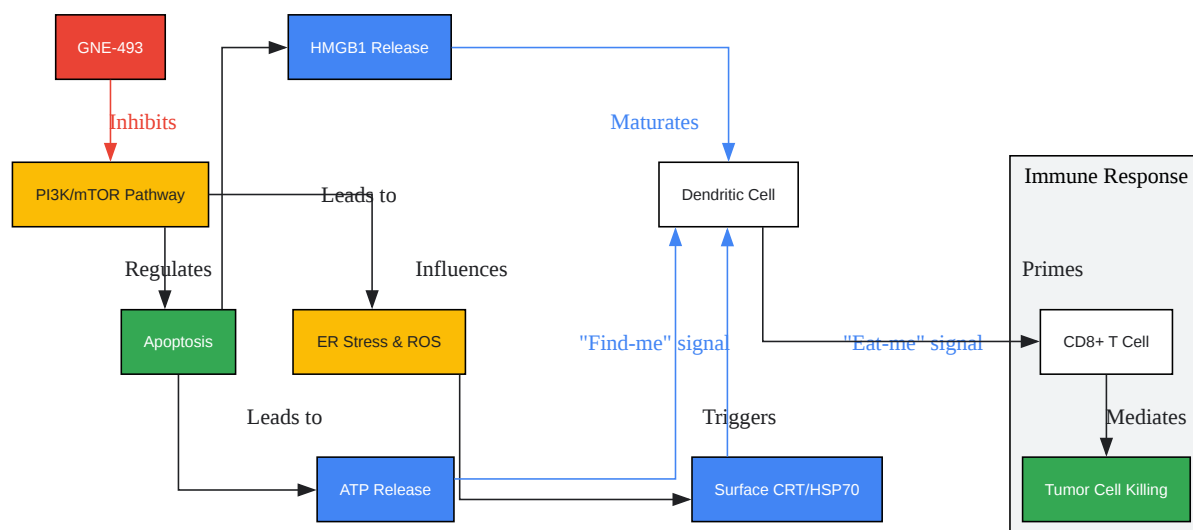 GNE-493
HMGB1 Release
Inhibits
Maturates
PI3K/mTOR Pathway
Leads to
Dendritic Cell
Immune Response
Regulates
Influences
Primes
Apoptosis
ER Stress & ROS
"Find-me" signal
"Eat-me" signal
CD8+ T Cell
Leads to
Triggers
Mediates
ATP Release
Surface CRT/HSP70
Tumor Cell Killing